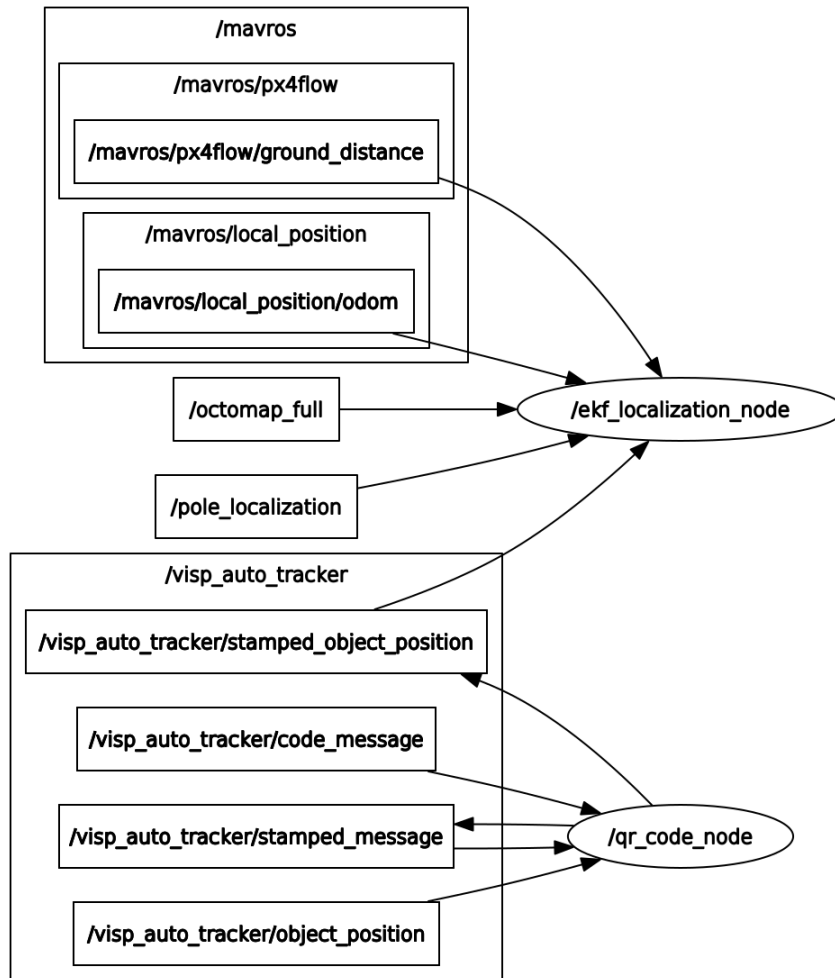 /mavros
/mavros/px4flow
/mavros/px4flow/ground_distance
/mavros/local_position
/mavros/local_position/odom
/octomap_full
/ekf_localization_node
/pole_localization
/visp_auto_tracker
/visp_auto_tracker/stamped_object_position
/visp_auto_tracker/code_message
/visp_auto_tracker/stamped_message
/qr_code_node
/visp_auto_tracker/object_position